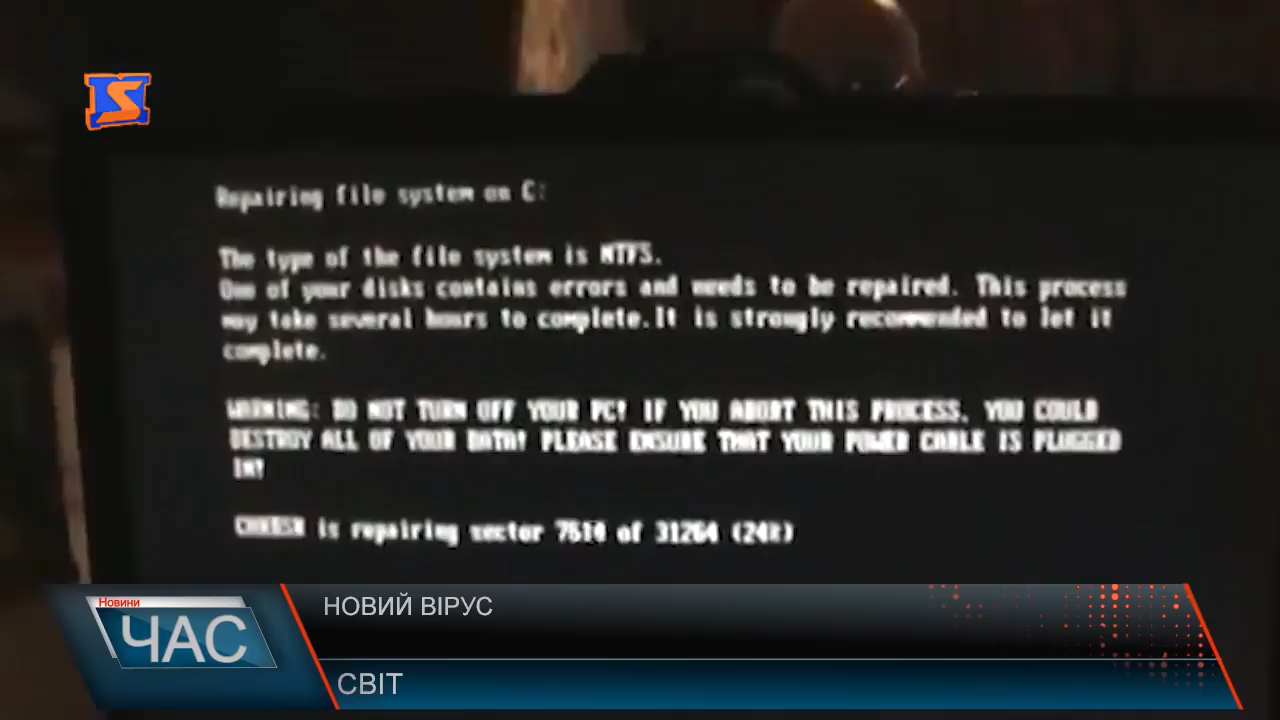 Repairing file system on C:
The type of the file system is NTFS.
One of your disks contains errors and needs to be repaired. This process
may take several hours to complete.It is strongly recommended to let it
complete.
WARNING: DO NOT TURN OFF YOUR PC! IF YOU ABORT THIS PROCESS, YOU COULD
DESTROY ALL OF YOUR DATA! PLEASE ENSURE THAT YOUR POWER CABLE IS PLUGGED
IN!
CHKDSK is repairing sector 7614 of 31264 (24%)
Новини
ЧАС
НОВИЙ ВІРУС
СВІТ